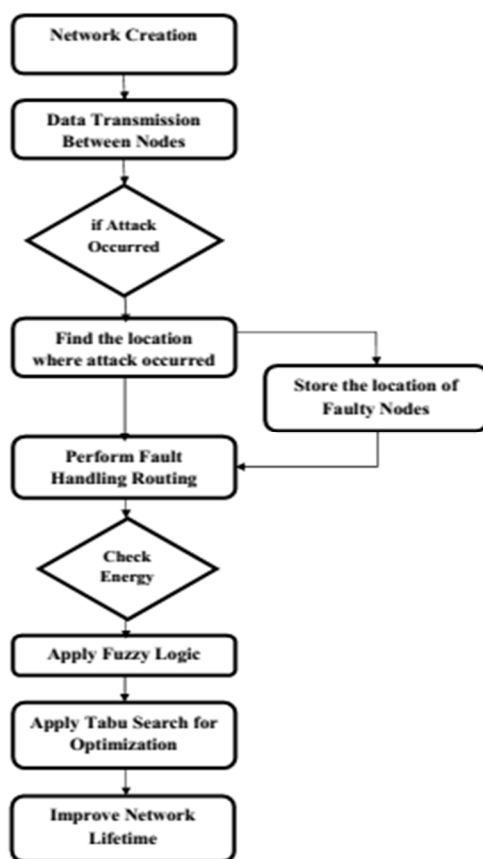 Network Creation
Data Transmission
Between Nodes
if Attack
Occurred
Find the location
where attack occurred
Store the location of
Faulty Nodes
Perform Fault
Handling Routing
Check
Energy
Apply Fuzzy Logic
Apply Tabu Search for
Optimization
Improve Network
Lifetime